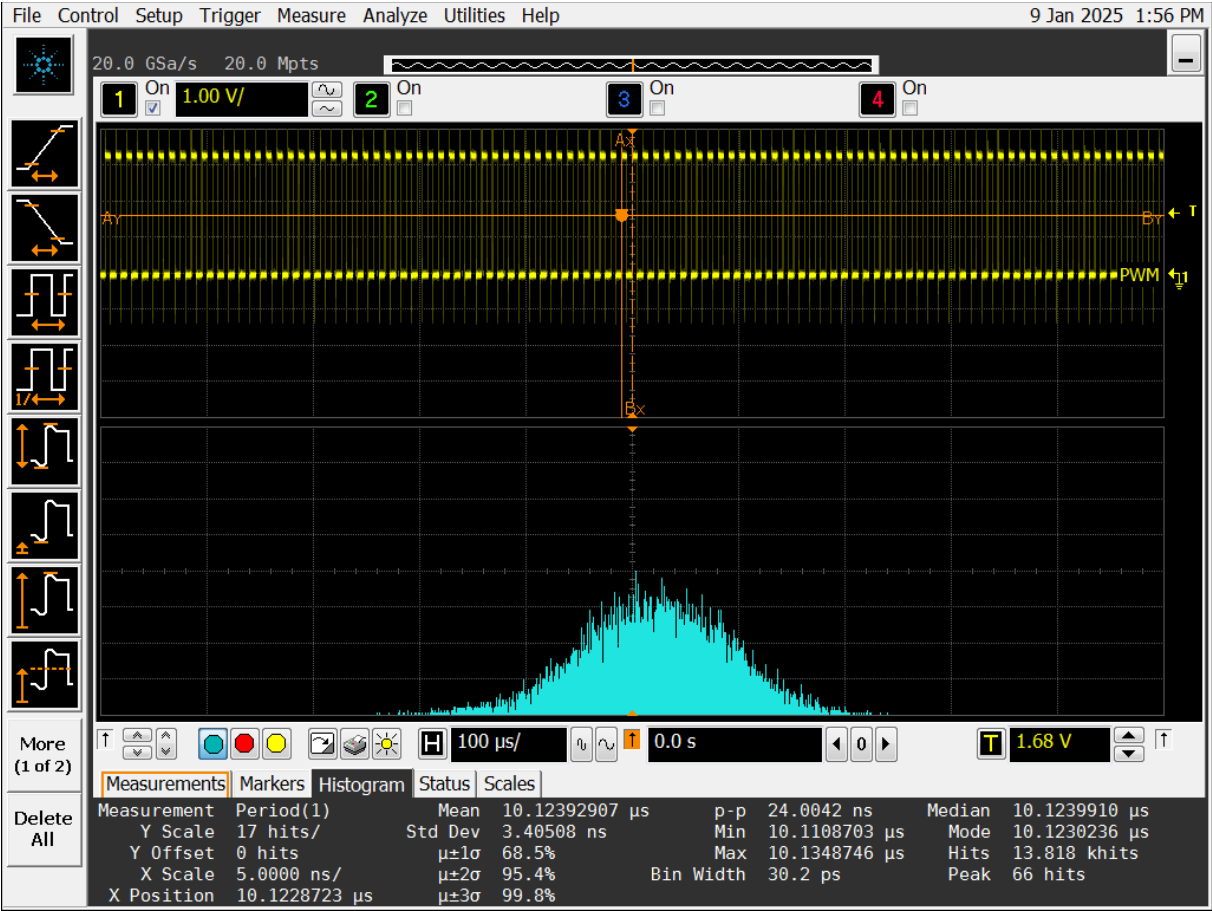 File Control Setup Trigger Measure Analyze Utilities Help 9 Jan 2025 1:56 PM
20.0 GSa/s 20.0 Mpts
1 On 1.00 V/ 2 On 3 On 4 On
Ax
AY BY T
PWM 1
Bx
1/
More
(1 of 2)
Delete
All
H 100 µs/ 0.0 s 0 T 1.68 V
Measurements Markers Histogram Status Scales
Measurement Period(1) Mean 10.12392907 µs p-p 24.0042 ns Median 10.1239910 µs
Y Scale 17 hits/ Std Dev 3.40508 ns Min 10.1108703 µs Mode 10.1230236 µs
Y Offset 0 hits µ±1σ 68.5% Max 10.1348746 µs Hits 13.818 khits
X Scale 5.0000 ns/ µ±2σ 95.4% Bin Width 30.2 ps Peak 66 hits
X Position 10.1228723 µs µ±3σ 99.8%